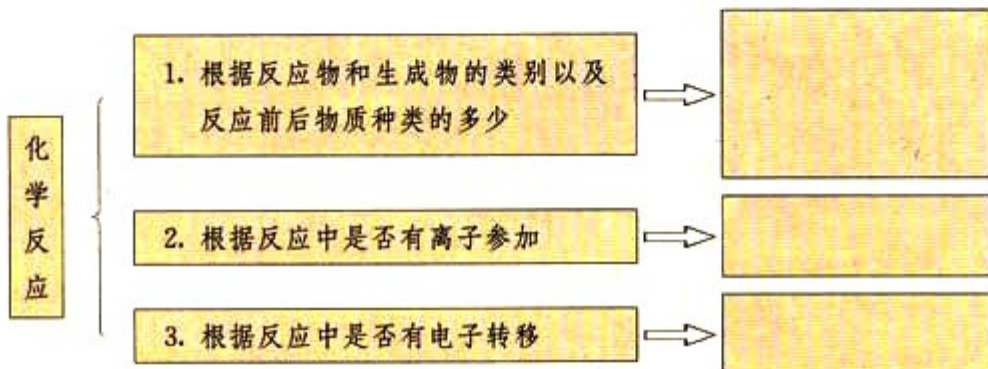 化学反应
1. 根据反应物和生成物的类别以及
反应前后物质种类的多少
2. 根据反应中是否有离子参加
3. 根据反应中是否有电子转移